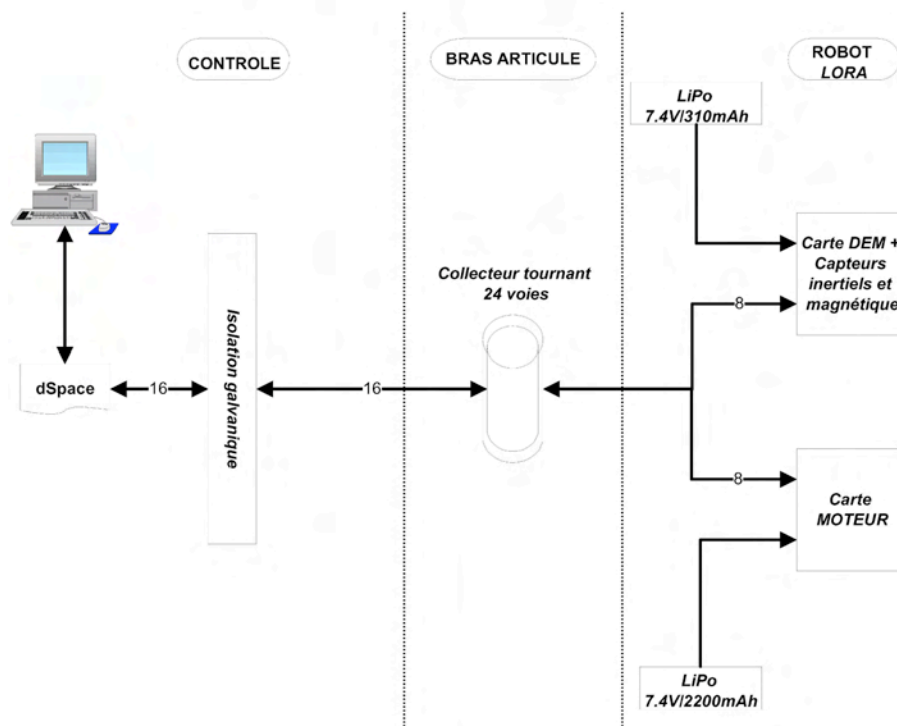 CONTROLE
BRAS ARTICULE
ROBOT
LORA
LiPo
7.4V/310mAh
Carte DEM +
Capteurs
inertiels et
magnétique
Collecteur tournant
24 voies
8
Isolation galvanique
dSpace
16
16
8
Carte
MOTEUR
LiPo
7.4V/2200mAh